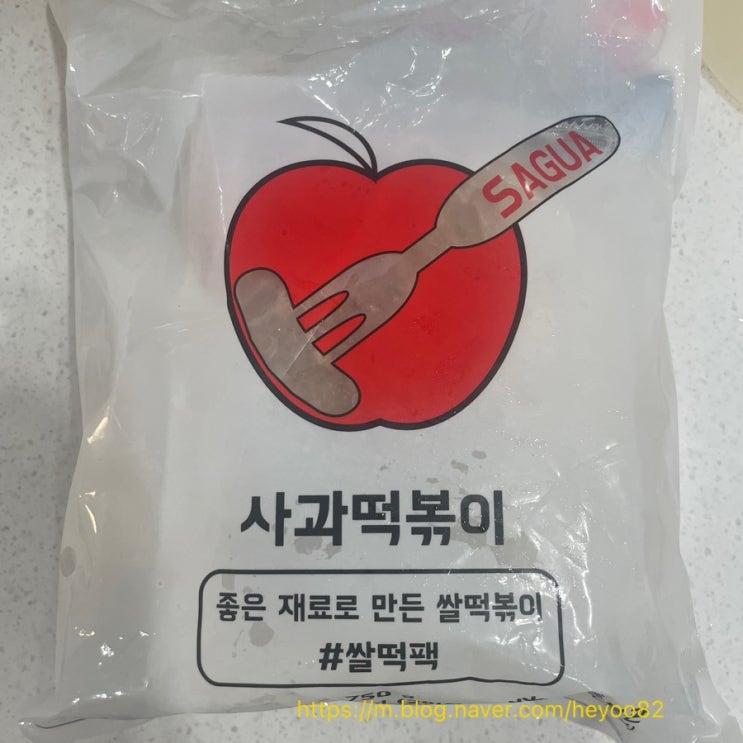 SAGUA
사과떡볶이
좋은 재료로 만든 쌀떡볶이
#쌀떡팩
https://m.blog.naver.com/heyoo82